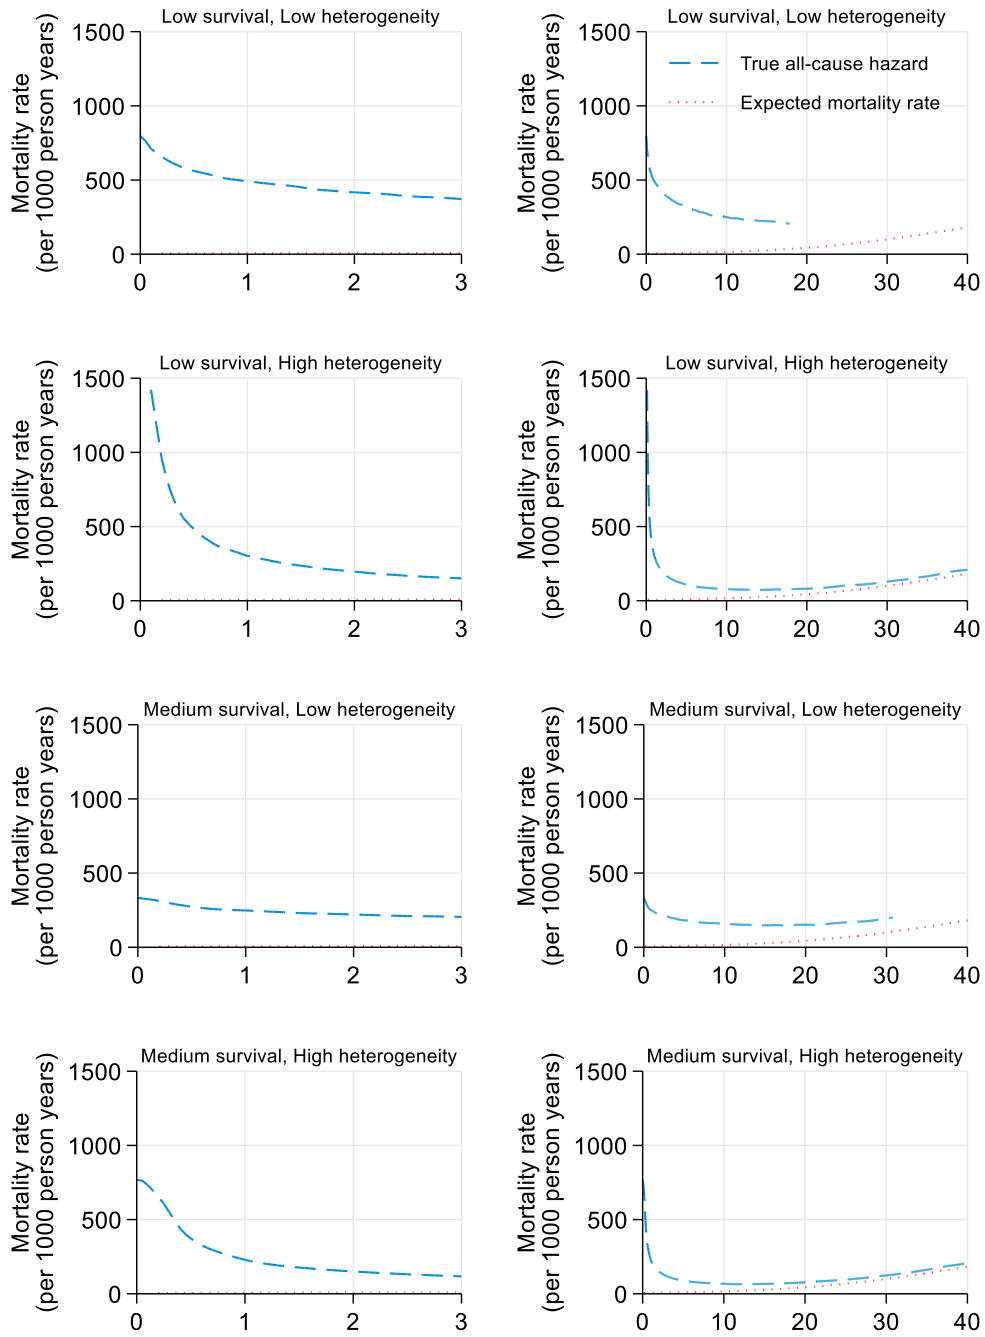 Low survival, Low heterogeneity
Mortality rate
(per 1000 person years)
1500
1000
500
0
0 1 2 3
Low survival, Low heterogeneity
Mortality rate
(per 1000 person years)
1500
1000
500
0
True all-cause hazard
Expected mortality rate
0 10 20 30 40
Low survival, High heterogeneity
Mortality rate
(per 1000 person years)
1500
1000
500
0
0 1 2 3
Low survival, High heterogeneity
Mortality rate
(per 1000 person years)
1500
1000
500
0
0 10 20 30 40
Medium survival, Low heterogeneity
Mortality rate
(per 1000 person years)
1500
1000
500
0
0 1 2 3
Medium survival, Low heterogeneity
Mortality rate
(per 1000 person years)
1500
1000
500
0
0 10 20 30 40
Medium survival, High heterogeneity
Mortality rate
(per 1000 person years)
1500
1000
500
0
0 1 2 3
Medium survival, High heterogeneity
Mortality rate
(per 1000 person years)
1500
1000
500
0
0 10 20 30 40